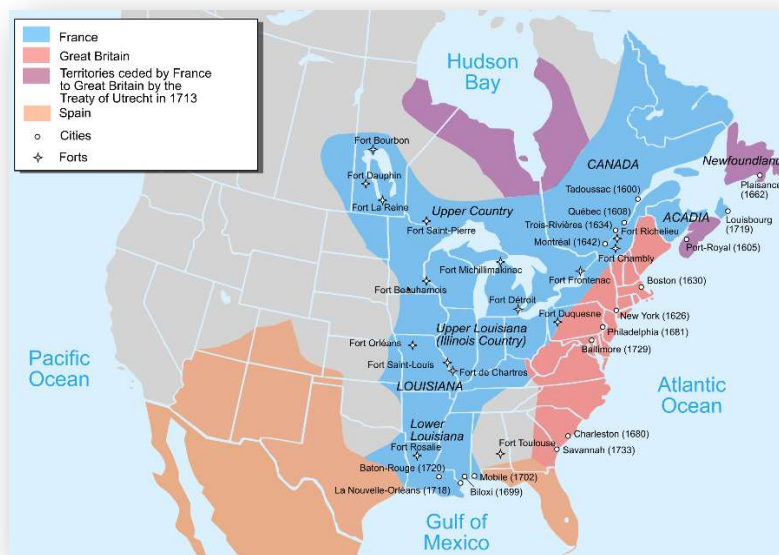 France
Great Britain
Territories ceded by France
to Great Britain by the
Treaty of Utrecht in 1713
Spain
Cities
Forts
Hudson
Bay
Fort Bourbon
Fort Dauphin
Fort La Reine
Upper Country
Fort Saint-Pierre
CANADA
Newfoundland
Plaisance
(1662)
Tadoussac (1600)
Québec (1608)
ACADIA
Louisbourg
(1719)
Trois-Rivières (1634)
Fort Richelieu
Port-Royal (1605)
Montréal (1642)
Fort Chambly
Fort Michillimakinac
Fort Frontenac
Fort Beauharnois
Boston (1630)
Fort Détroit
Fort Duquesne
New York (1626)
Upper Louisiana
(Illinois Country)
Philadelphia (1681)
Fort Orléans
Baltimore (1729)
Pacific
Ocean
Fort Saint-Louis
Fort de Chartres
LOUISIANA
Atlantic
Ocean
Lower
Louisiana
Charleston (1680)
Fort Rosalie
Fort Toulouse
Savannah (1733)
Baton-Rouge (1720)
Mobile (1702)
La Nouvelle-Orléans (1718)
Biloxi (1699)
Gulf of
Mexico